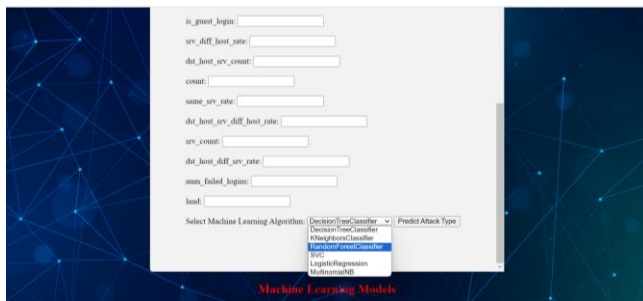 is_guest_login:
srv_diff_host_rate:
dst_host_srv_count:
count:
same_srv_rate:
dst_host_srv_diff_host_rate:
srv_count:
dst_host_diff_srv_rate:
num_failed_logins:
land:
Select Machine Learning Algorithm: DecisionTreeClassifier Predict Attack Type
DecisionTreeClassifier
KNeighborsClassifier
RandomForestClassifier
SVC
LogisticRegression
MultinomialNB
Machine Learning Models